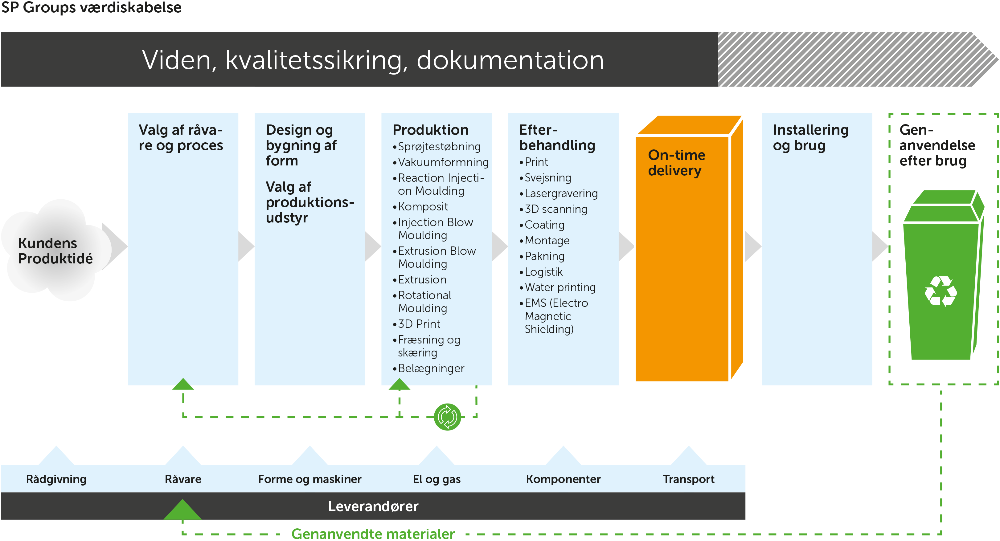 SP Groups værdiskabelse
Viden, kvalitetssikring, dokumentation
Kundens
Produktidé
Valg af råva-
re og proces
Design og
bygning af
form
Valg af
produktions-
udstyr
Produktion
• Sprøjtestøbning
• Vakuumformning
• Reaction Injecti-
on Moulding
• Komposit
• Injection Blow
Moulding
• Extrusion Blow
Moulding
• Extrusion
• Rotational
Moulding
• 3D Print
• Fræsning og
skæring
• Belægninger
Efter-
behandling
• Print
• Svejsning
• Lasergravering
• 3D scanning
• Coating
• Montage
• Pakning
• Logistik
• Water printing
• EMS (Electro
Magnetic
Shielding)
On-time
delivery
Installering
og brug
Gen-
anvendelse
efter brug
Rådgivning
Råvare
Forme og maskiner
El og gas
Komponenter
Transport
Leverandører
Genanvendte materialer